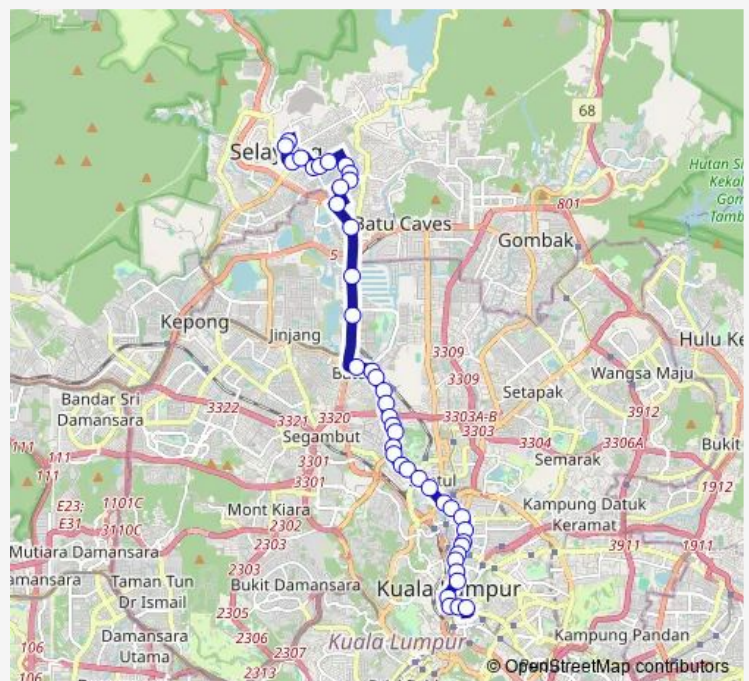 68
Selayang
Hutan Si
Kekal
Gom
Tamb
801
Batu Caves
Gombak
5
Kepong
Jinjang
Hulu Ke
3309
Wangsa Maju
3309
Setapak
Bandar Sri
Damansara
3322
3321
3320
3303A-B
3303
3912
3304
3306A
Bukit
Segambut
111
111
3301
3301
Semarak
1912
E23;
E31
1101C
3110C
Mont Kiara
2302
2303
Kampung Datuk
Keramat
Mutiara Damansara
amansara
Taman Tun
Dr Ismail
2303
2305
Bukit Damansara
3911
1911
Kuala Lumpur
Damansara
Utama
2306
2307
2313
Kuala Lumpur
Kampung Pandan
106
106
© OpenStreetMap contributors